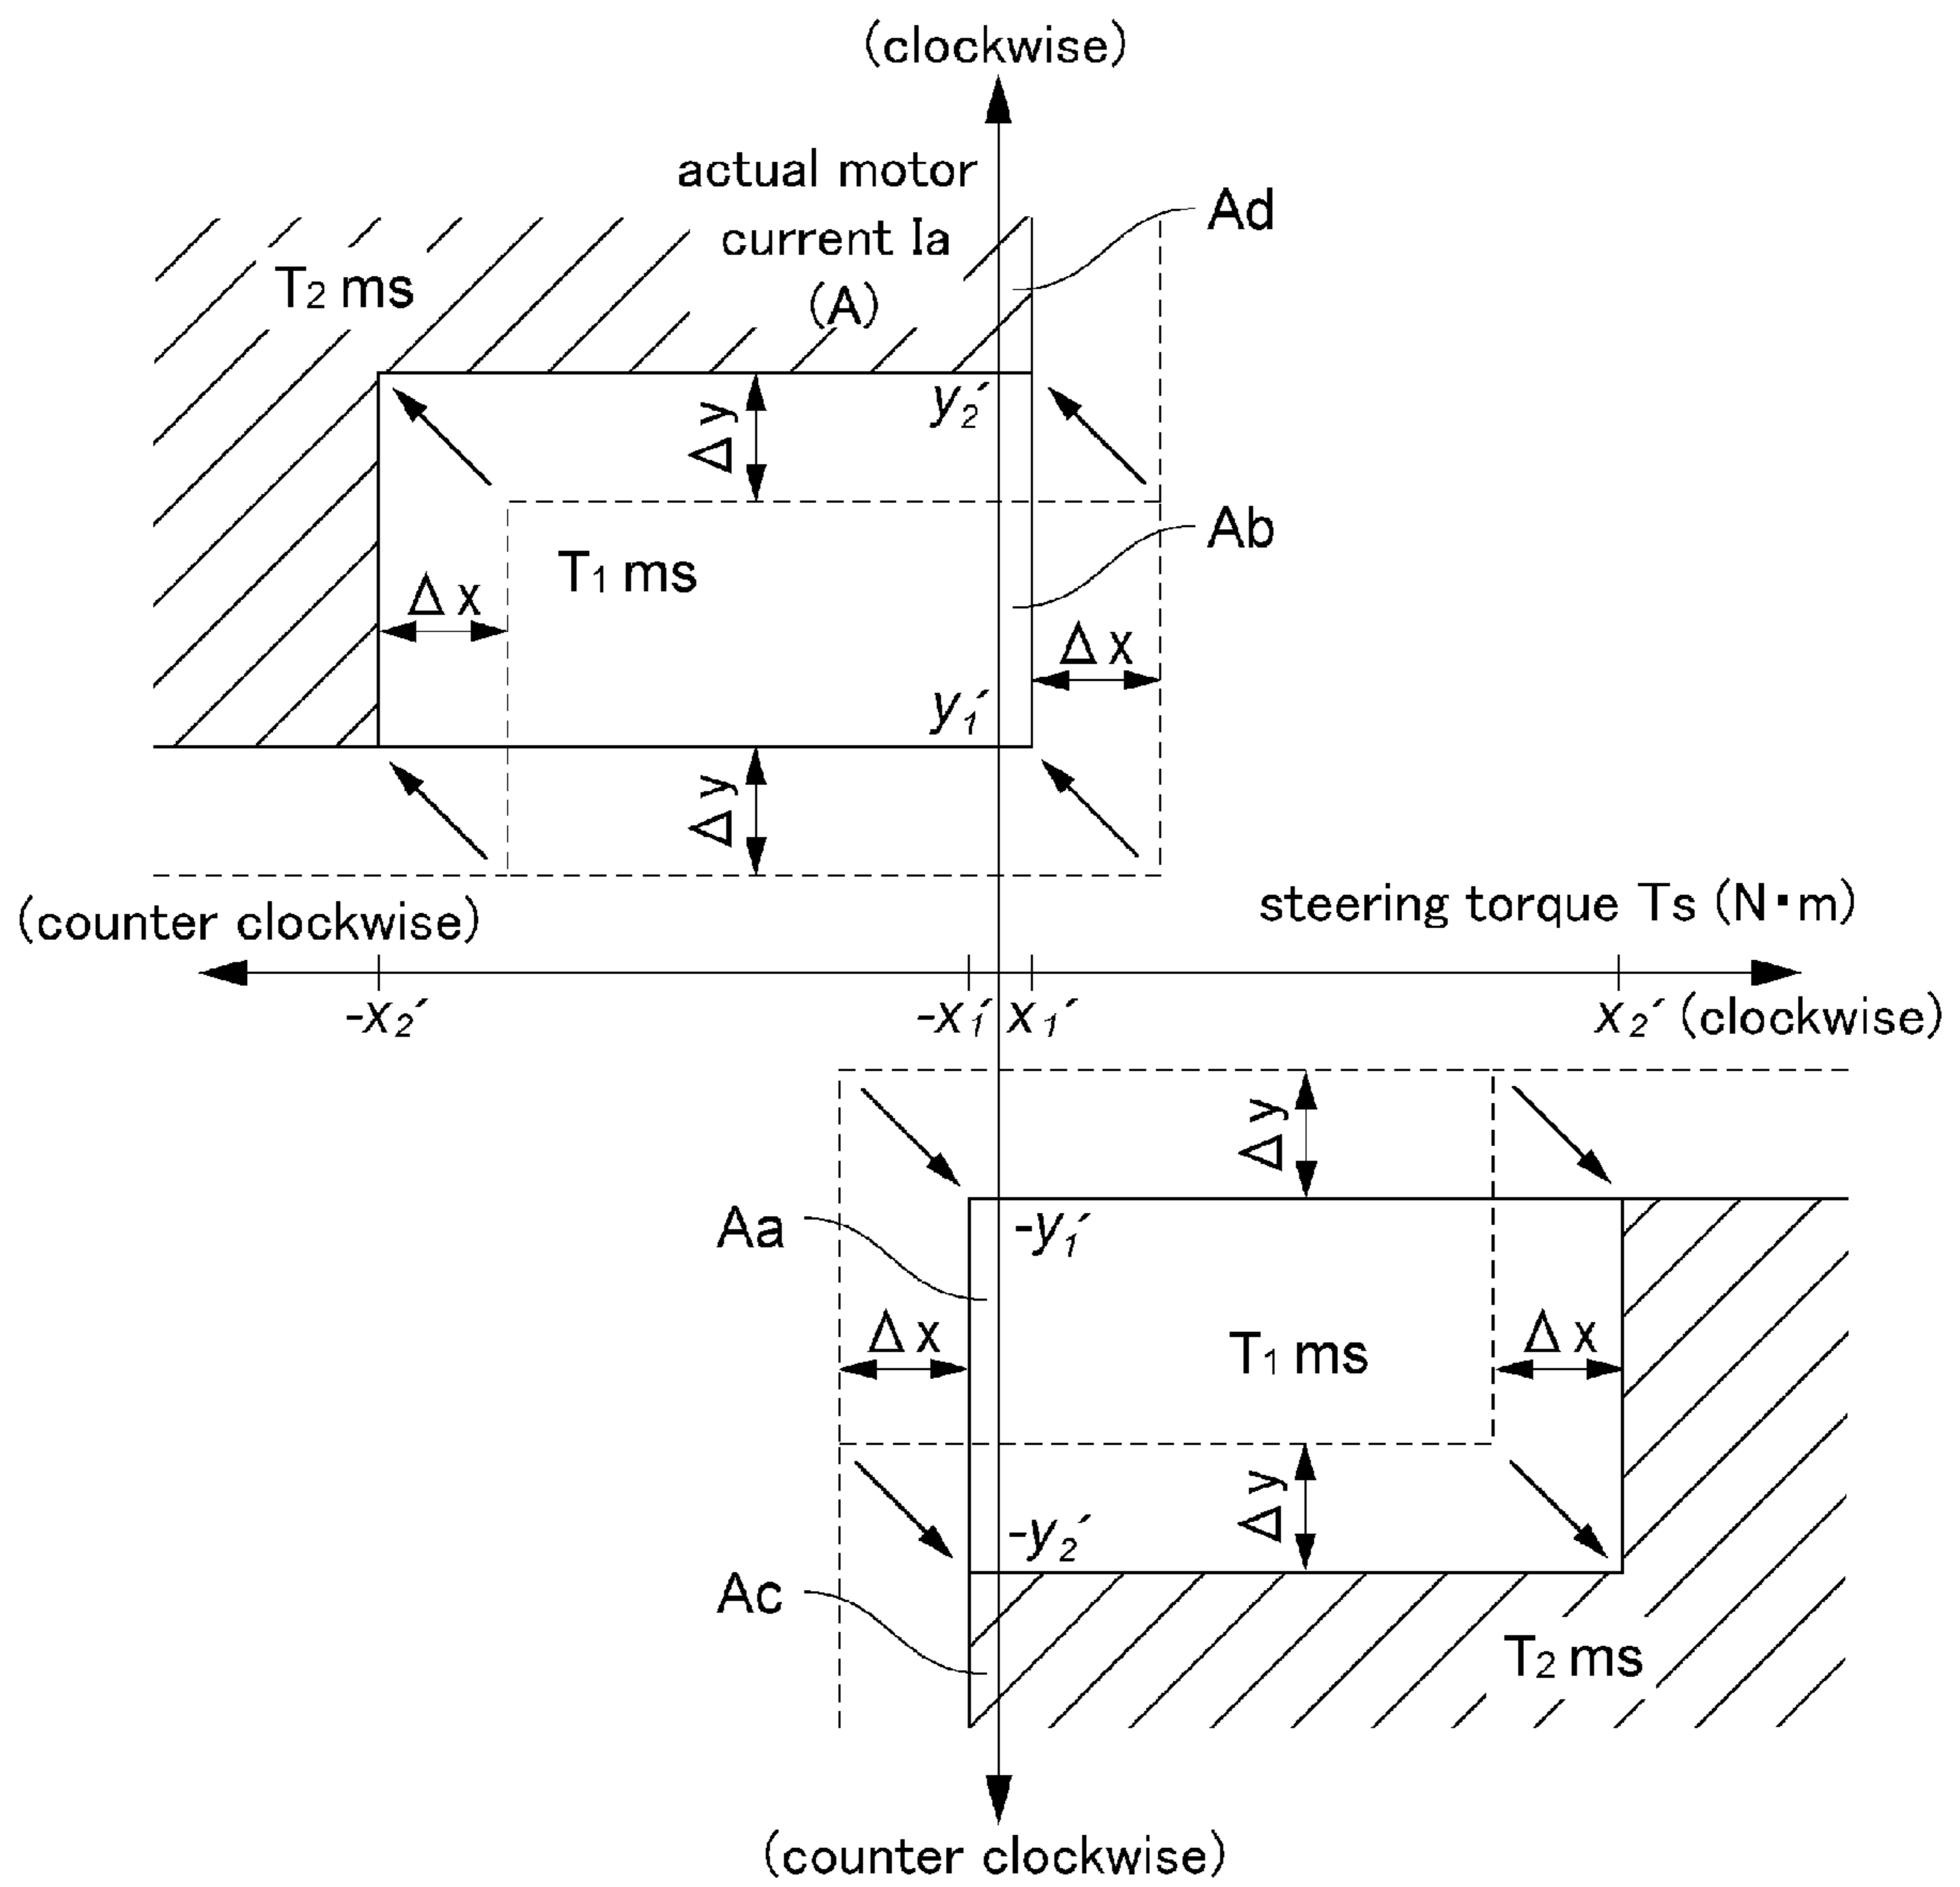 (clockwise)
actual motor
current Ia
(A)
Ad
T2 ms
y2´
Δy
Ab
T1 ms
Δx
Δx
y1´
Δy
steering torque Ts (N·m)
(counter clockwise)
-x2´
-x1´
x1´
x2´
(clockwise)
Δy
Aa
-y1´
Δx
T1 ms
Δx
Δy
-y2´
Ac
T2 ms
(counter clockwise)